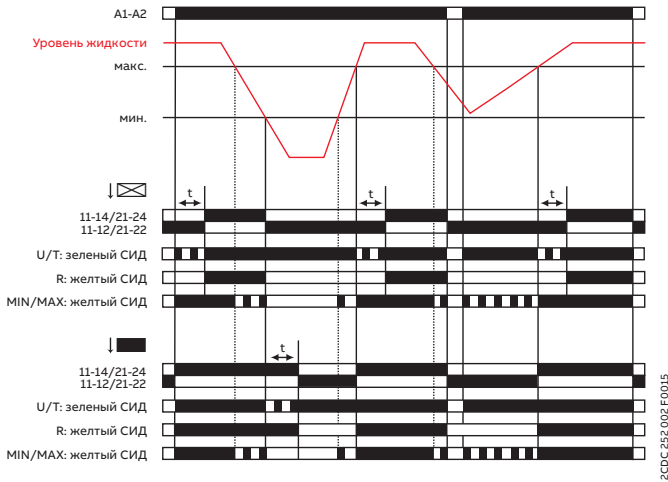 A1-A2
Уровень жидкости
макс.
мин.
t
t
t
11-14/21-24
11-12/21-22
U/T: зеленый СИД
R: желтый СИД
MIN/MAX: желтый СИД
t
11-14/21-24
11-12/21-22
U/T: зеленый СИД
R: желтый СИД
MIN/MAX: желтый СИД
2CDC 252 002 F0015